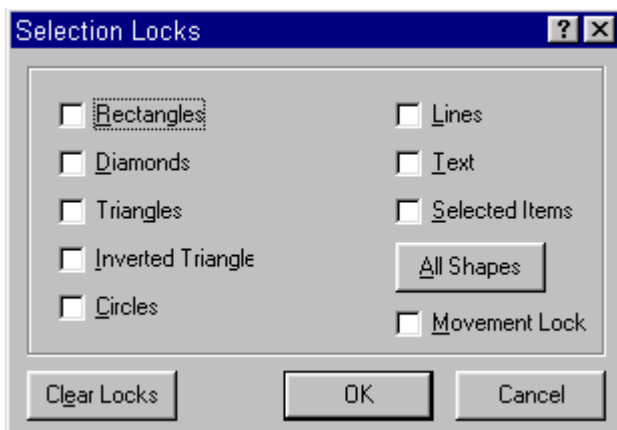 Selection Locks
Rectangles
Diamonds
Triangles
Inverted Triangle
Circles
Lines
Text
Selected Items
All Shapes
Movement Lock
Clear Locks
OK
Cancel